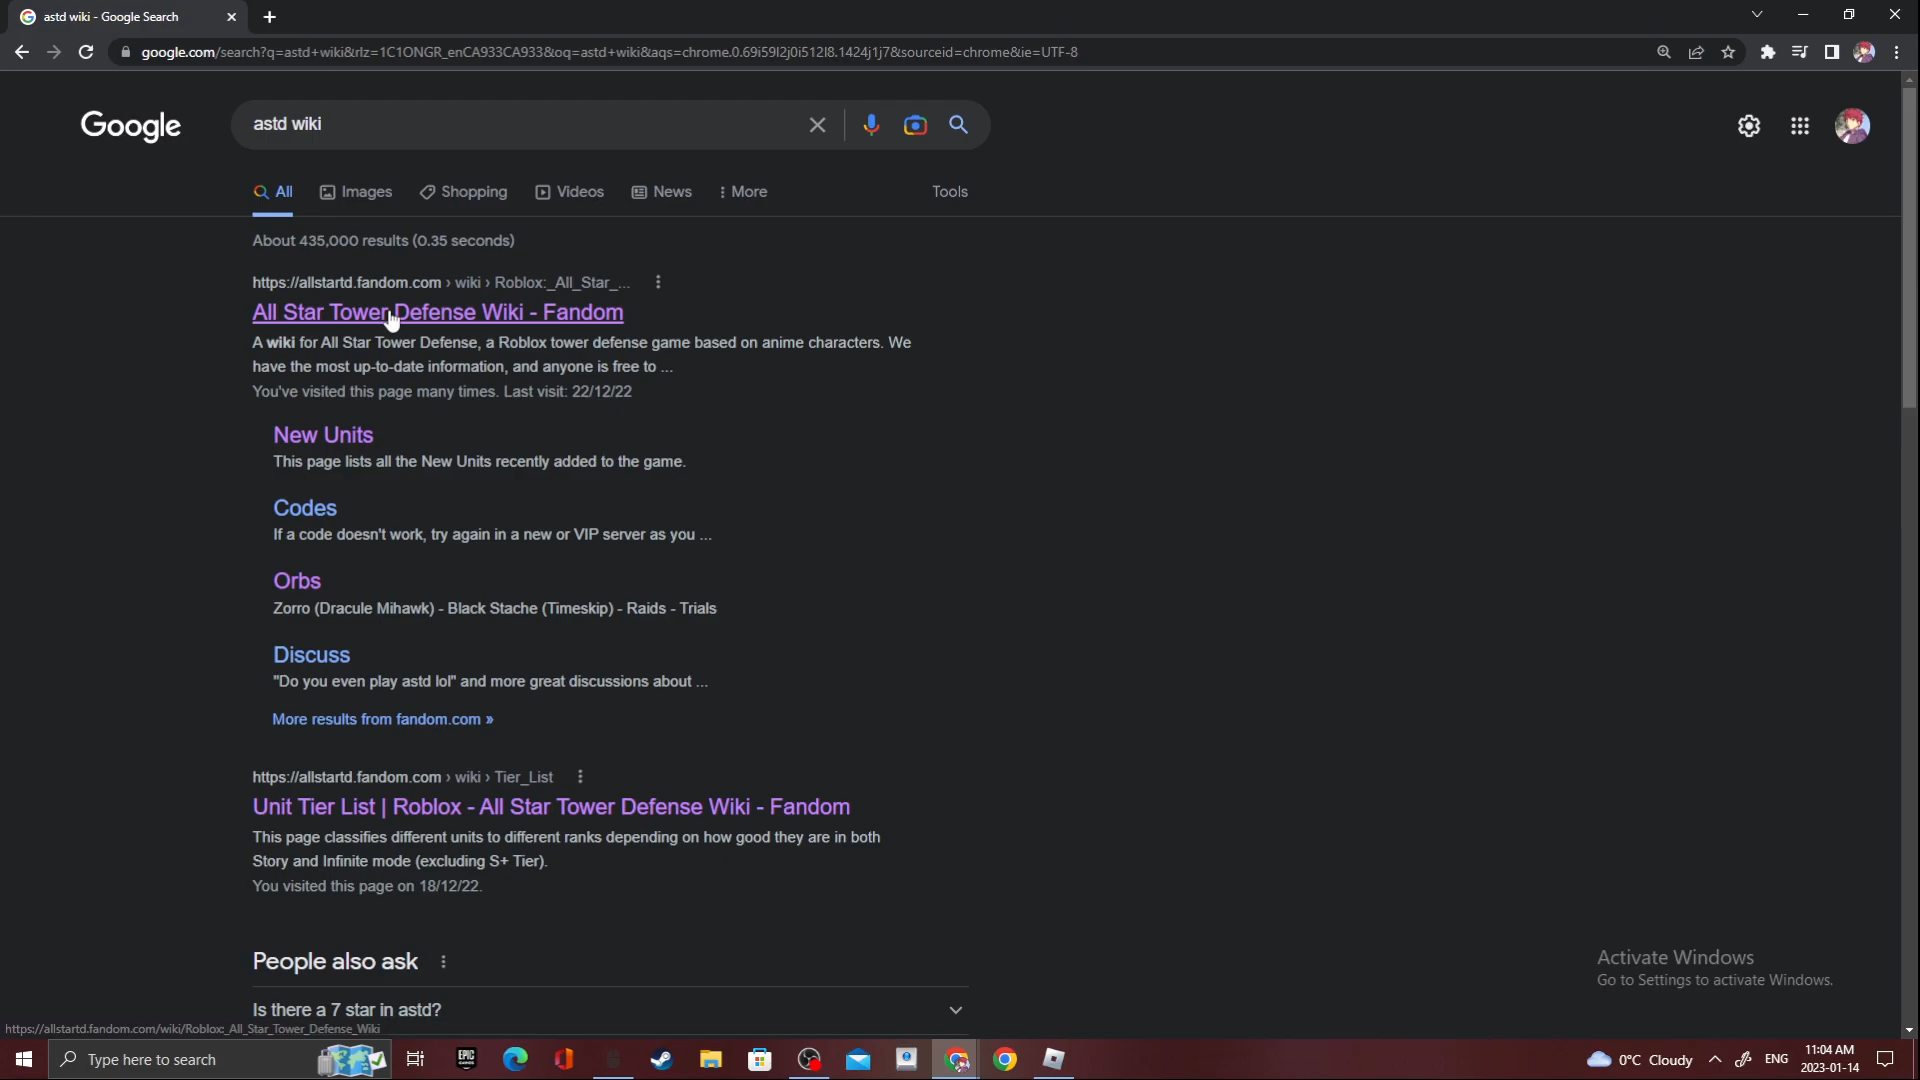 astd wiki - Google Search
google.com/search?q=astd+wiki&rlz=1C1ONGR_enCA933CA933&oq=astd+wiki&aqs=chrome.0.69i59l2j0i512l8.1424j1j7&sourceid=chrome&ie=UTF-8
Google
astd wiki
All
Images
Shopping
Videos
News
More
Tools
About 435,000 results (0.35 seconds)
https://allstartd.fandom.com › wiki › Roblox:_All_Star_...
All Star Tower Defense Wiki - Fandom
A wiki for All Star Tower Defense, a Roblox tower defense game based on anime characters. We
have the most up-to-date information, and anyone is free to ...
You've visited this page many times. Last visit: 22/12/22
New Units
This page lists all the New Units recently added to the game.
Codes
If a code doesn't work, try again in a new or VIP server as you ...
Orbs
Zorro (Dracule Mihawk) - Black Stache (Timeskip) - Raids - Trials
Discuss
"Do you even play astd lol" and more great discussions about ...
More results from fandom.com »
https://allstartd.fandom.com › wiki › Tier_List
Unit Tier List | Roblox - All Star Tower Defense Wiki - Fandom
This page classifies different units to different ranks depending on how good they are in both
Story and Infinite mode (excluding S+ Tier).
You visited this page on 18/12/22.
People also ask
Is there a 7 star in astd?
Activate Windows
Go to Settings to activate Windows.
https://allstartd.fandom.com/wiki/Roblox:_All_Star_Tower_Defense_Wiki
Type here to search
EPIC
GAMES
0°C Cloudy
ENG
11:04 AM
2023-01-14